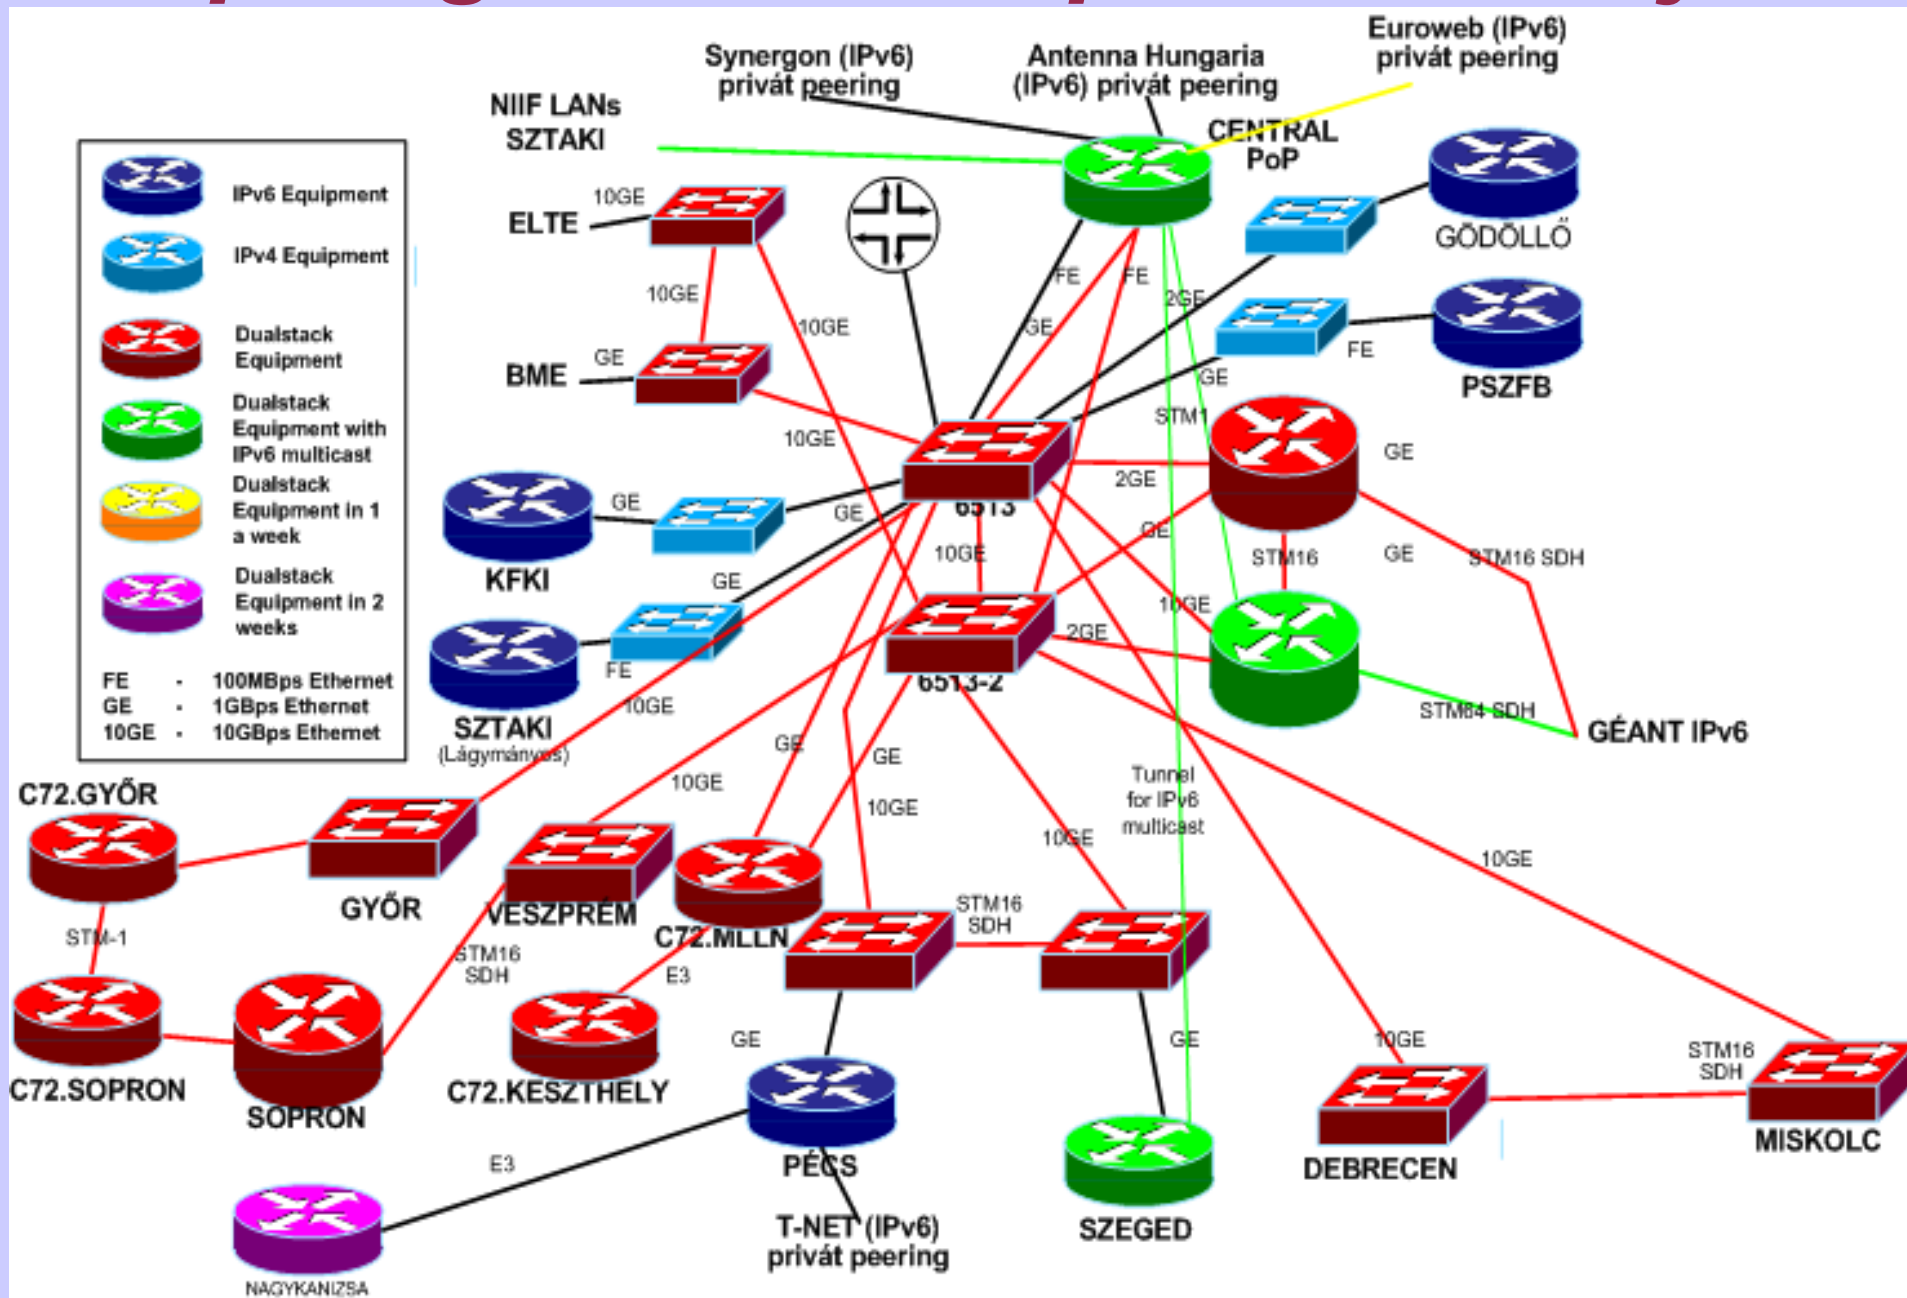 Synergon (IPv6)
privát peering
Antenna Hungaria
(IPv6) privát peering
Euroweb (IPv6)
privát peering
NIIF LANs
SZTAKI
CENTRAL
PoP
IPv6 Equipment
IPv4 Equipment
Dualstack
Equipment
Dualstack
Equipment with
IPv6 multicast
Dualstack
Equipment in 1
a week
Dualstack
Equipment in 2
weeks
FE - 100MBps Ethernet
GE - 1GBps Ethernet
10GE - 10GBps Ethernet
10GE
ELTE
GÖDÖLLŐ
10GE
10GE
FE
FE
2GE
GE
BME
GE
FE
GE
PSZFB
STM1
10GE
GE
2GE
GE
GE
6513
KFKI
10GE
GE
STM16
GE
STM16 SDH
GE
10GE
2GE
FE
6513-2
SZTAKI
(Lágymányos)
10GE
STM64 SDH
GÉANT IPv6
GE
GE
10GE
10GE
Tunnel
for IPv6
multicast
10GE
10GE
C72.GYŐR
GYŐR
VESZPRÉM
C72.MLLN
STM16
SDH
STM-1
STM16
SDH
E3
GE
GE
10GE
STM16
SDH
C72.SOPRON
SOPRON
C72.KESZTHELY
PÉCS
E3
DEBRECEN
MISKOLC
SZEGED
T-NET (IPv6)
privát peering
NAGYKANIZSA